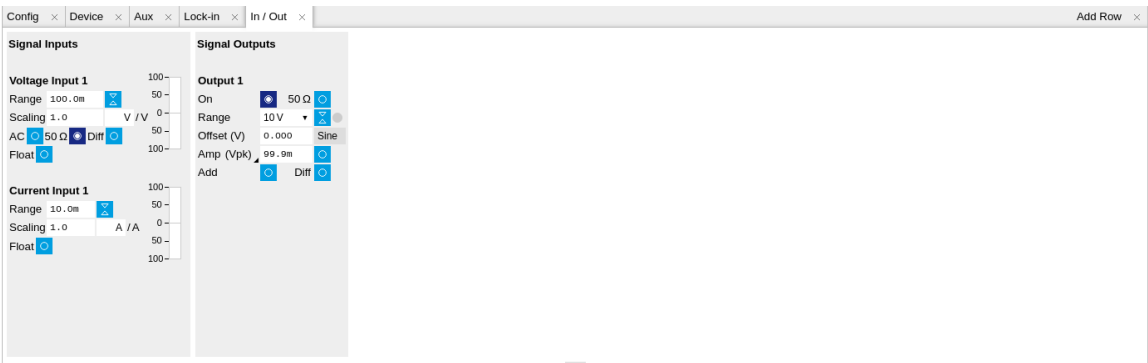 Config × Device × Aux × Lock-in × In / Out × Add Row ×
Signal Inputs
Voltage Input 1
Range 100.0m
Scaling 1.0 V / V
AC 50 Ω Diff
Float
100
50
0
50
100
Current Input 1
Range 10.0m
Scaling 1.0 A / A
Float
100
50
0
50
100
Signal Outputs
Output 1
On 50 Ω
Range 10 V
Offset (V) 0.000 Sine
Amp (Vpk) 99.9m
Add Diff